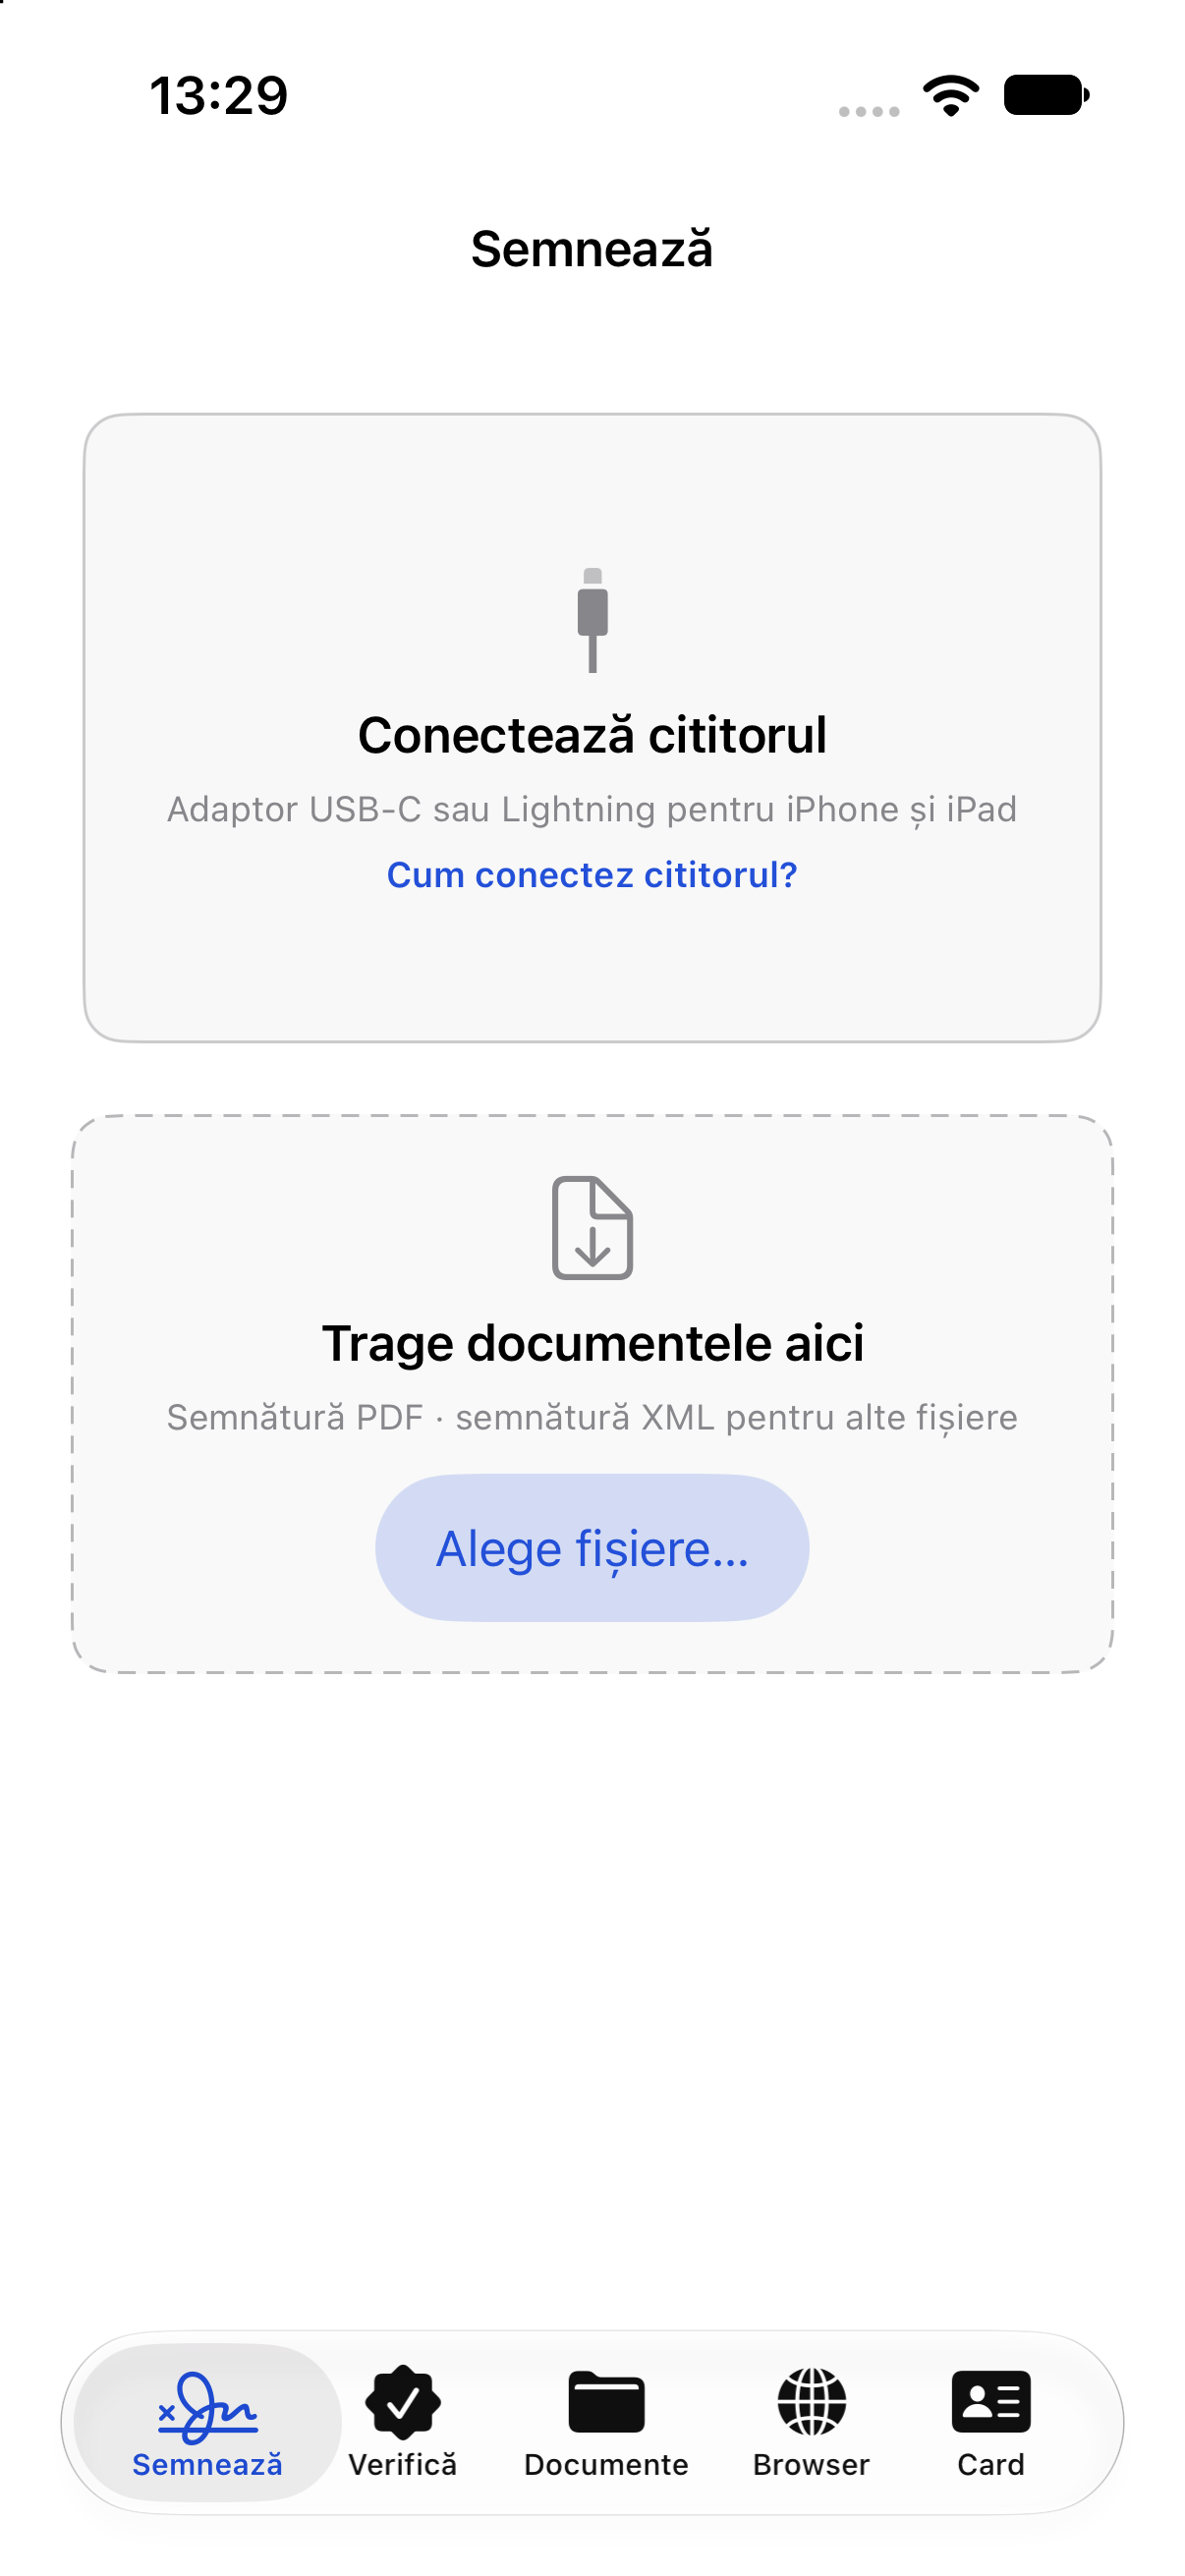 13:29
Semnează
Conectează cititorul
Adaptor USB-C sau Lightning pentru iPhone și iPad
Cum conectez cititorul?
Trage documentele aici
Semnătură PDF · semnătură XML pentru alte fișiere
Alege fișiere...
Semnează
Verifică
Documente
Browser
Card